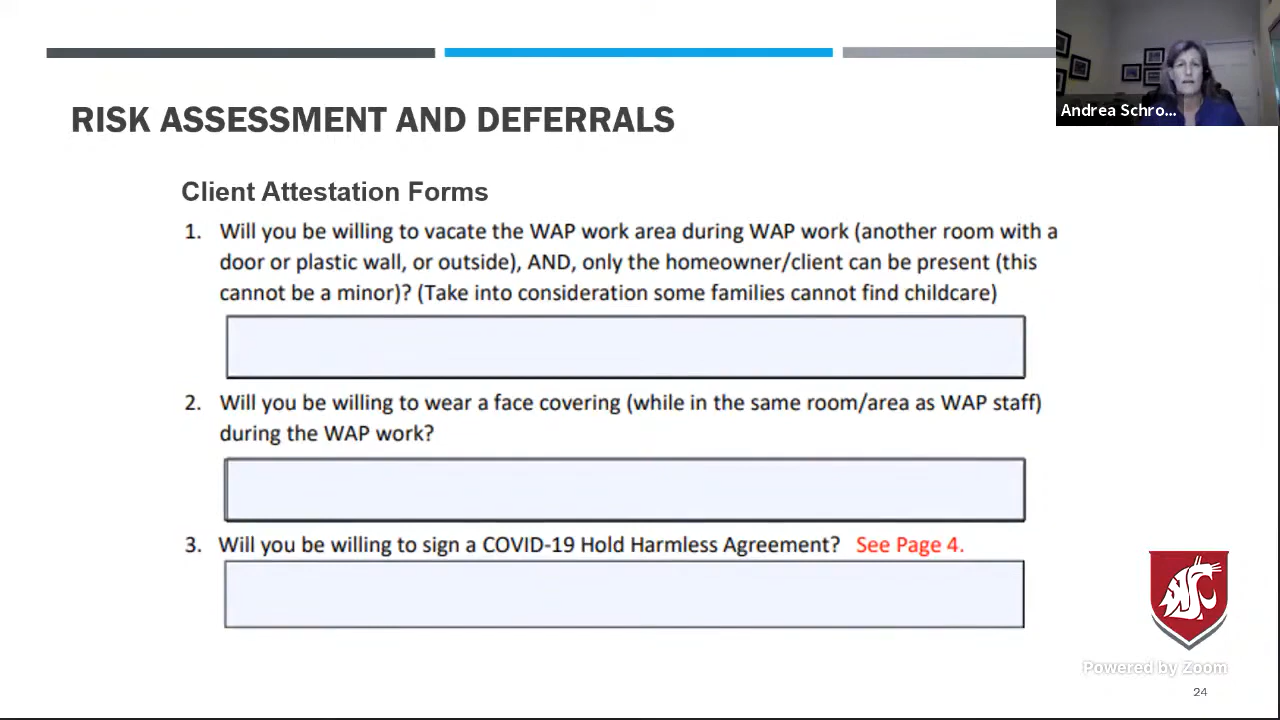 Andrea Schro...
RISK ASSESSMENT AND DEFERRALS
Client Attestation Forms
1. Will you be willing to vacate the WAP work area during WAP work (another room with a
door or plastic wall, or outside), AND, only the homeowner/client can be present (this
cannot be a minor)? (Take into consideration some families cannot find childcare)
2. Will you be willing to wear a face covering (while in the same room/area as WAP staff)
during the WAP work?
3. Will you be willing to sign a COVID-19 Hold Harmless Agreement? See Page 4.
Powered by Zoom
24